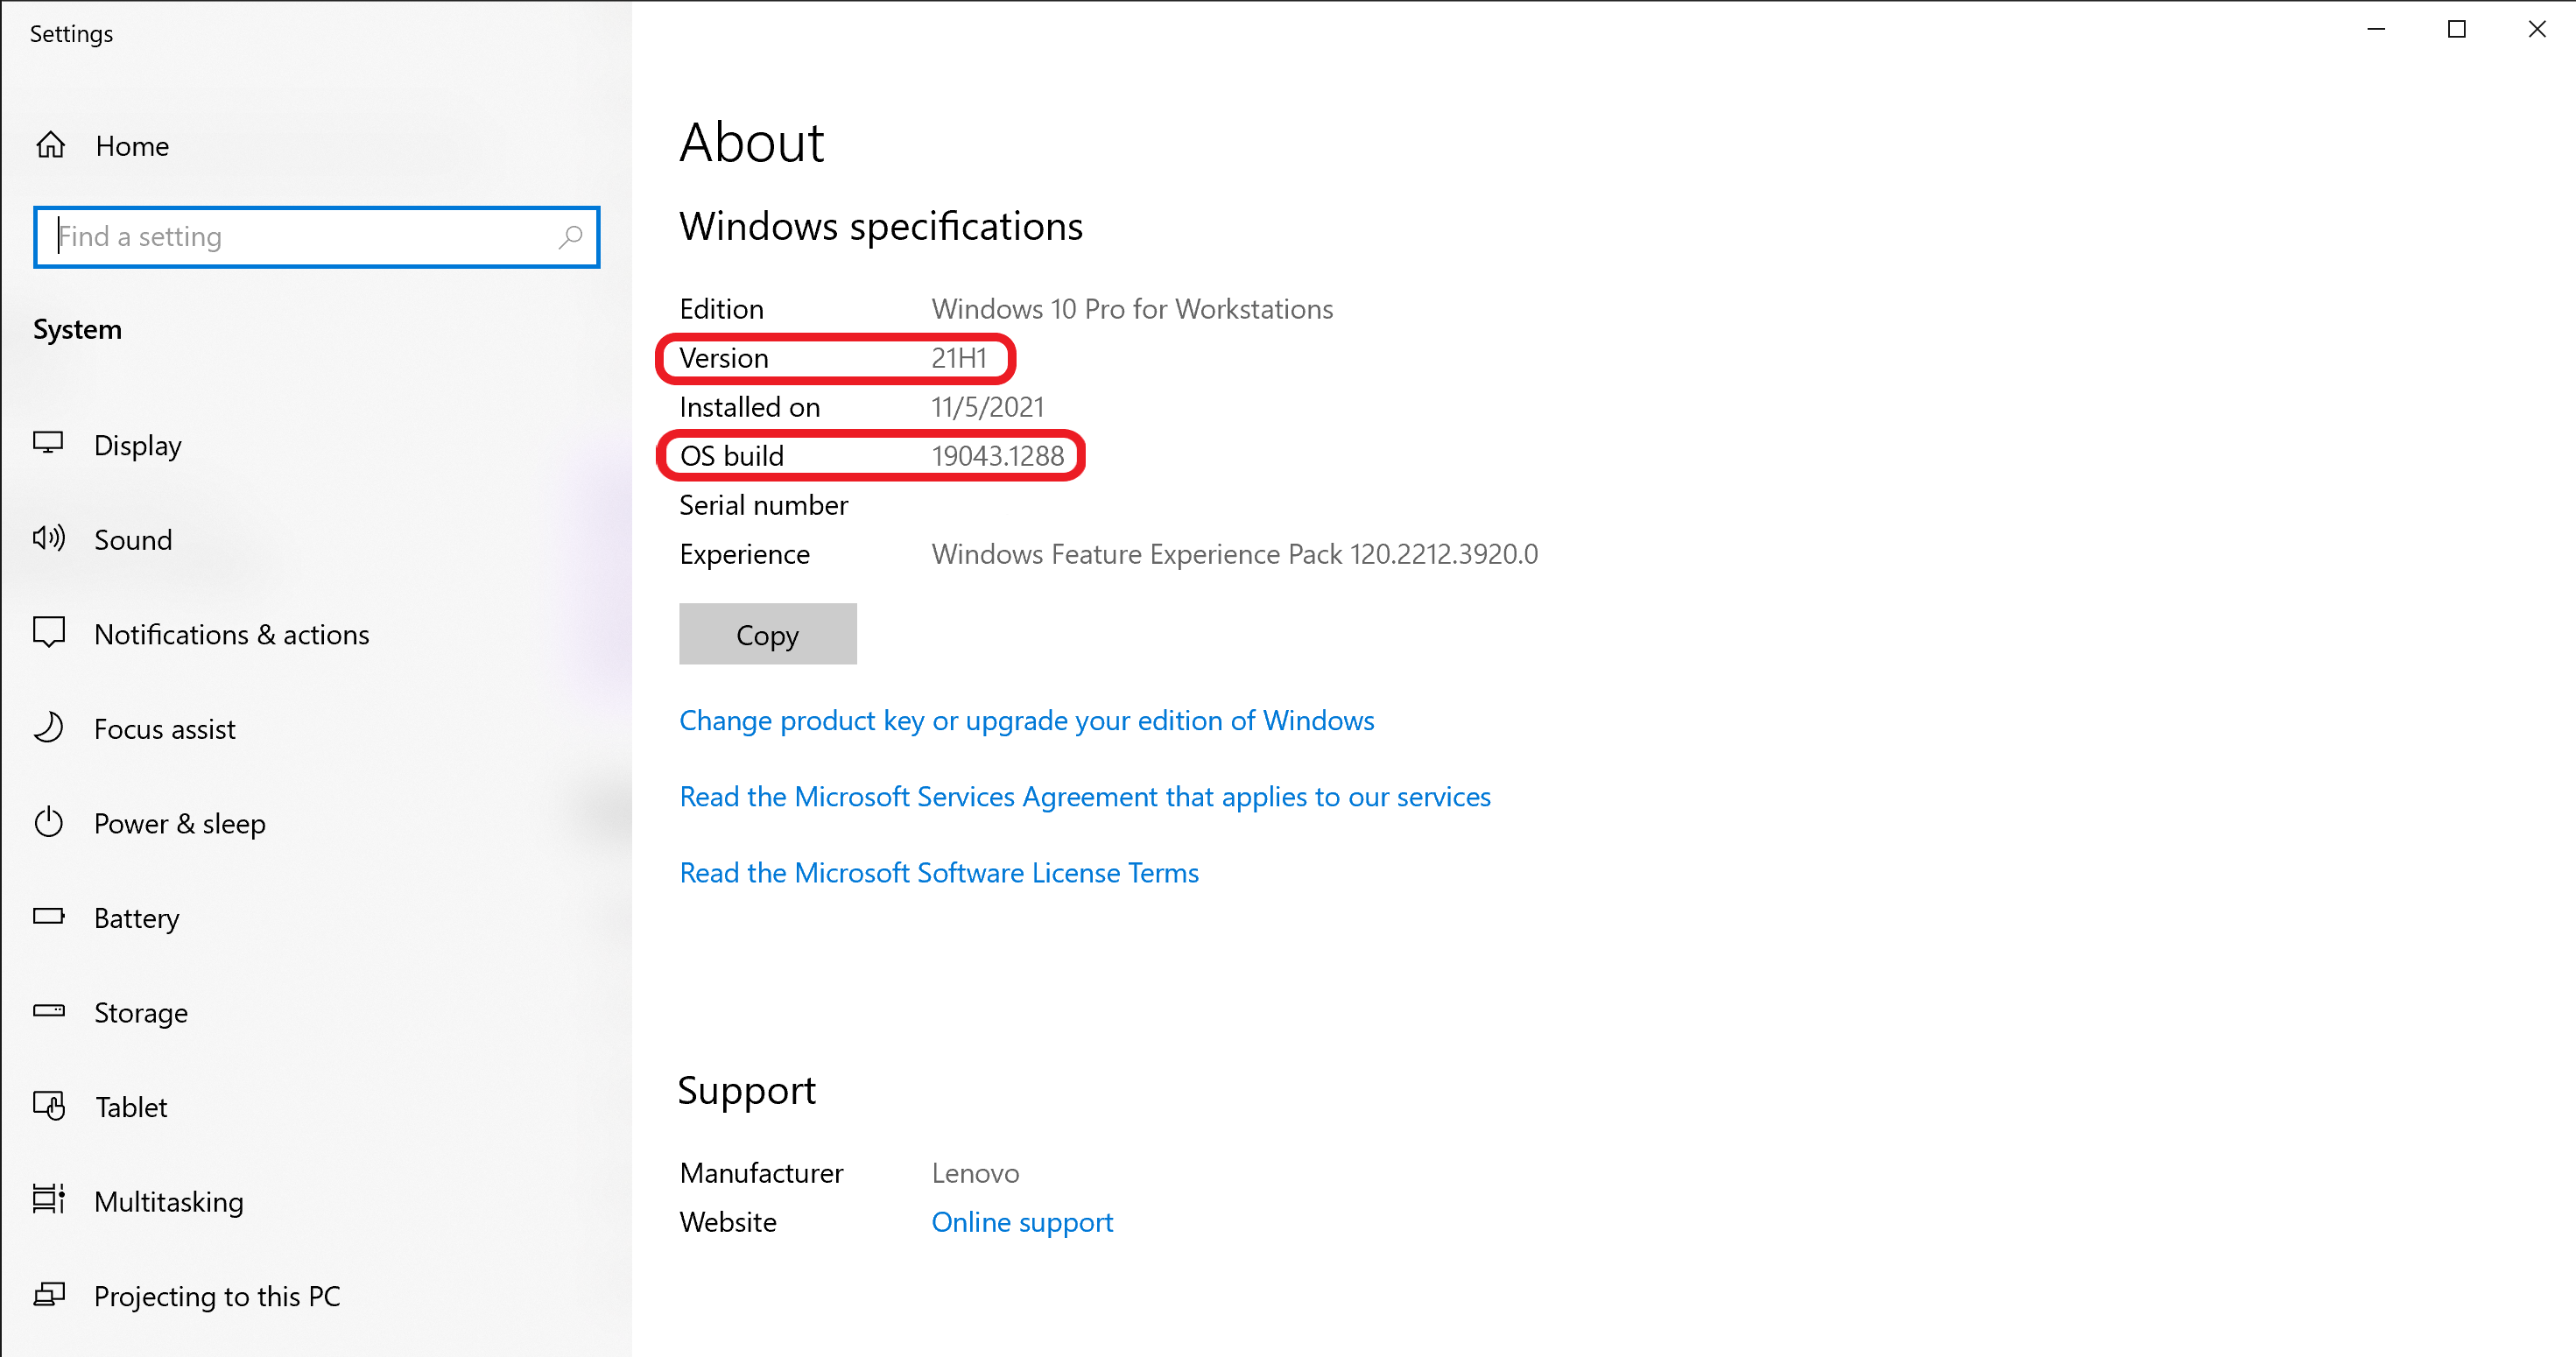 Settings
Home
Find a setting
System
Display
Sound
Notifications & actions
Focus assist
Power & sleep
Battery
Storage
Tablet
Multitasking
Projecting to this PC
About
Windows specifications
Edition Windows 10 Pro for Workstations
Version 21H1
Installed on 11/5/2021
OS build 19043.1288
Serial number
Experience Windows Feature Experience Pack 120.2212.3920.0
Copy
Change product key or upgrade your edition of Windows
Read the Microsoft Services Agreement that applies to our services
Read the Microsoft Software License Terms
Support
Manufacturer Lenovo
Website Online support